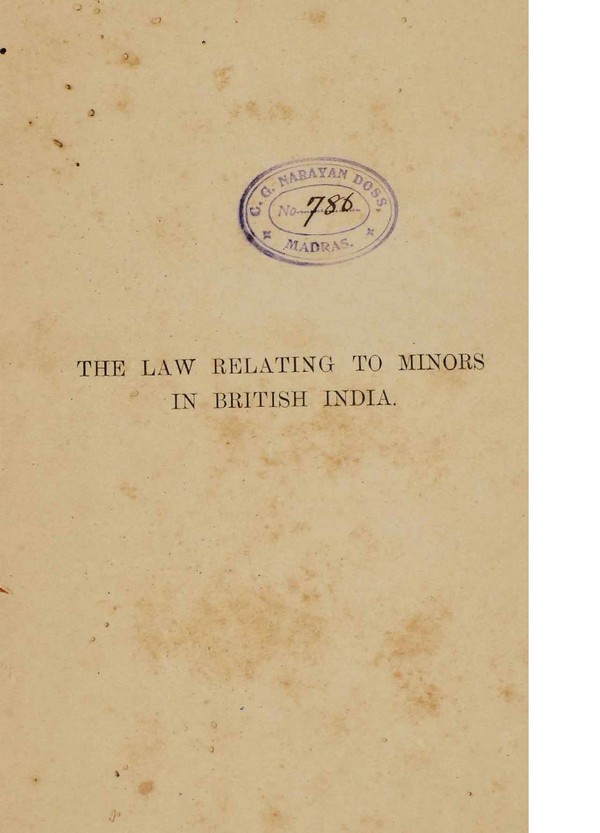 C. G. NARAYAN DOSS,
No 786
MADRAS.
THE LAW RELATING TO MINORS
IN BRITISH INDIA.